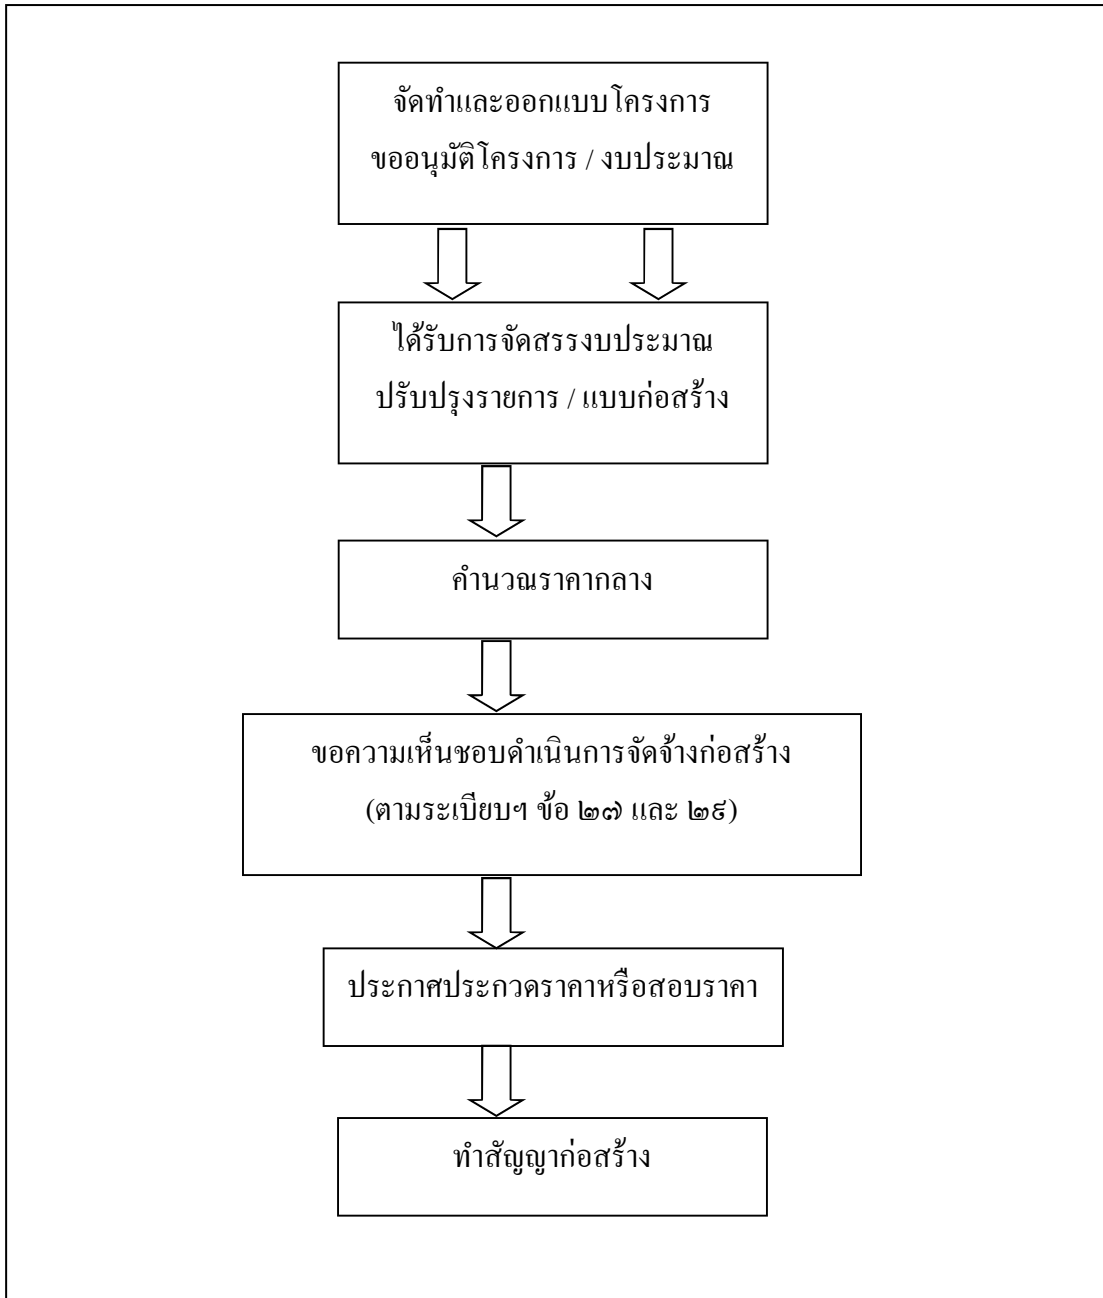 จัดทำและออกแบบโครงการ
ขออนุมัติโครงการ / งบประมาณ
ได้รับการจัดสรรงบประมาณ
ปรับปรุงรายการ / แบบก่อสร้าง
คำนวณราคากลาง
ขอความเห็นชอบดำเนินการจัดจ้างก่อสร้าง
(ตามระเบียบฯ ข้อ ๒๗ และ ๒๙)
ประกาศประกวดราคาหรือสอบราคา
ทำสัญญาก่อสร้าง